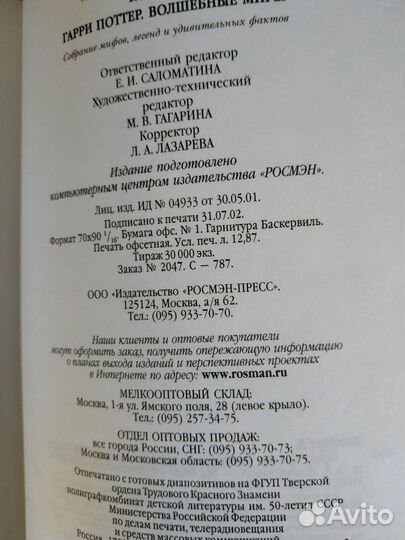 ГАРРИ ПОТТЕР. ВОЛШЕБНЫЕ
Собрание мифов, легенд и удивительных фактов
Ответственный редактор
Е. И. САЛОМАТИНА
Художественно-технический
редактор
М. В. ГАГАРИНА
Корректор
Л. А. ЛАЗАРЕВА
Издание подготовлено
компьютерным центром издательства «РОСМЭН».
Лиц. изд. ИД № 04933 от 30.05.01.
Подписано к печати 31.07.02.
Формат 70х90 1/16. Бумага офс. № 1. Гарнитура Баскервиль.
Печать офсетная. Усл. печ. л. 12,87.
Тираж 30 000 экз.
Заказ № 2047. С — 787.
ООО «Издательство «РОСМЭН-ПРЕСС».
125124, Москва, а/я 62.
Тел.: (095) 933-70-70.
Наши клиенты и оптовые покупатели
могут оформить заказ, получить опережающую информацию
о планах выхода изданий и перспективных проектах
в Интернете по адресу: www.rosman.ru
МЕЛКООПТОВЫЙ СКЛАД:
Москва, 1-я ул. Ямского поля, 28 (левое крыло).
Тел.: (095) 257-34-75.
ОТДЕЛ ОПТОВЫХ ПРОДАЖ:
все города России, СНГ: (095) 933-70-73;
Москва и Московская область: (095) 933-70-75.
Отпечатано с готовых диапозитивов на ФГУП Тверской
ордена Трудового Красного Знамени
полиграфкомбинат детской литературы им. 50-летия СССР
Министерства Российской Федерации
по делам печати, телерадиовещания
и средств массовых коммуникаций
Avito